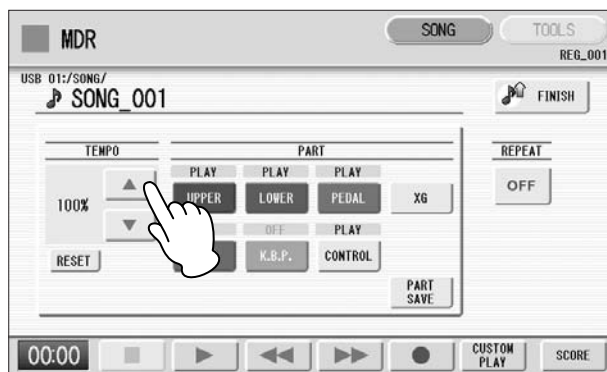 MDR
SONG
TOOLS
REG_001
USB 01:/SONG/
SONG_001
FINISH
TEMPO
PART
REPEAT
PLAY PLAY PLAY
100%
UPPER LOWER PEDAL XG
OFF
OFF PLAY
RESET
K.B.P. CONTROL
PART
SAVE
00:00
CUSTOM
PLAY
SCORE